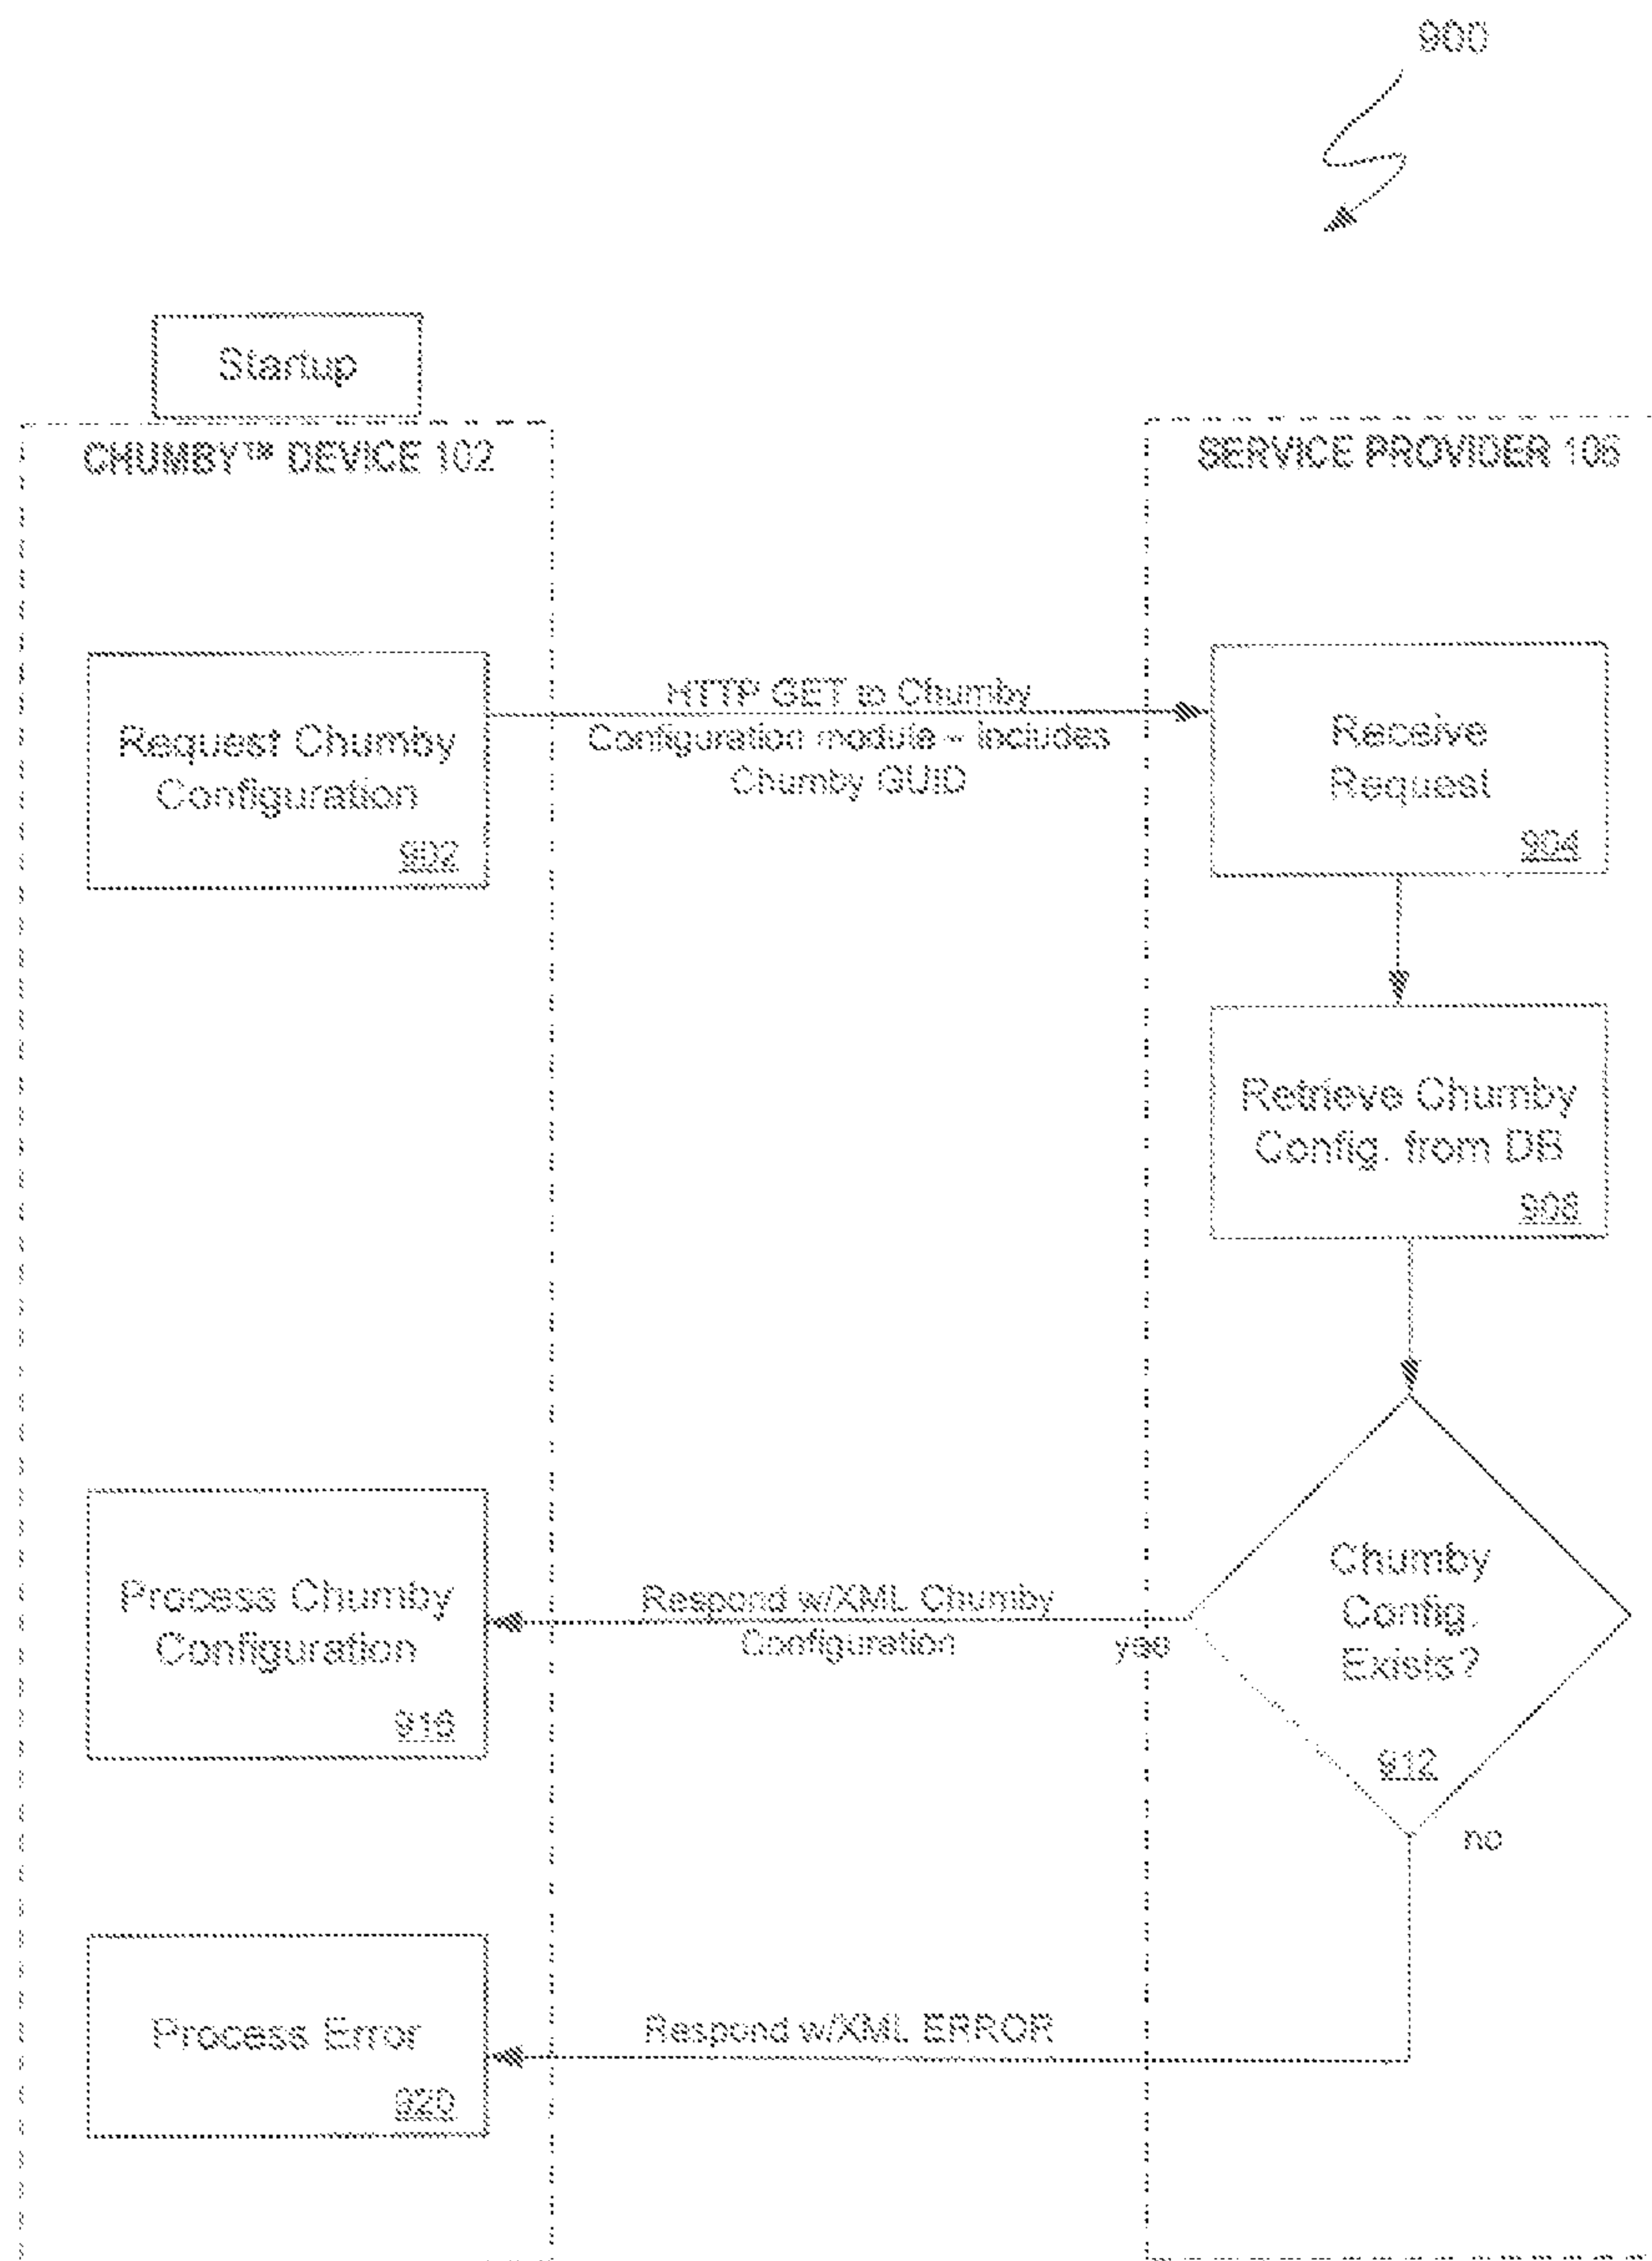 900
Startup
CHUMBY™ DEVICE 102
SERVICE PROVIDER 106
Request Chumby
Configuration
902
HTTP GET to Chumby
Configuration module – includes
Chumby GUID
Receive
Request
904
Retrieve Chumby
Config. from DB
908
Chumby
Config.
Exists?
912
yes
no
Respond w/XML Chumby
Configuration
Process Chumby
Configuration
916
Respond w/XML ERROR
Process Error
920